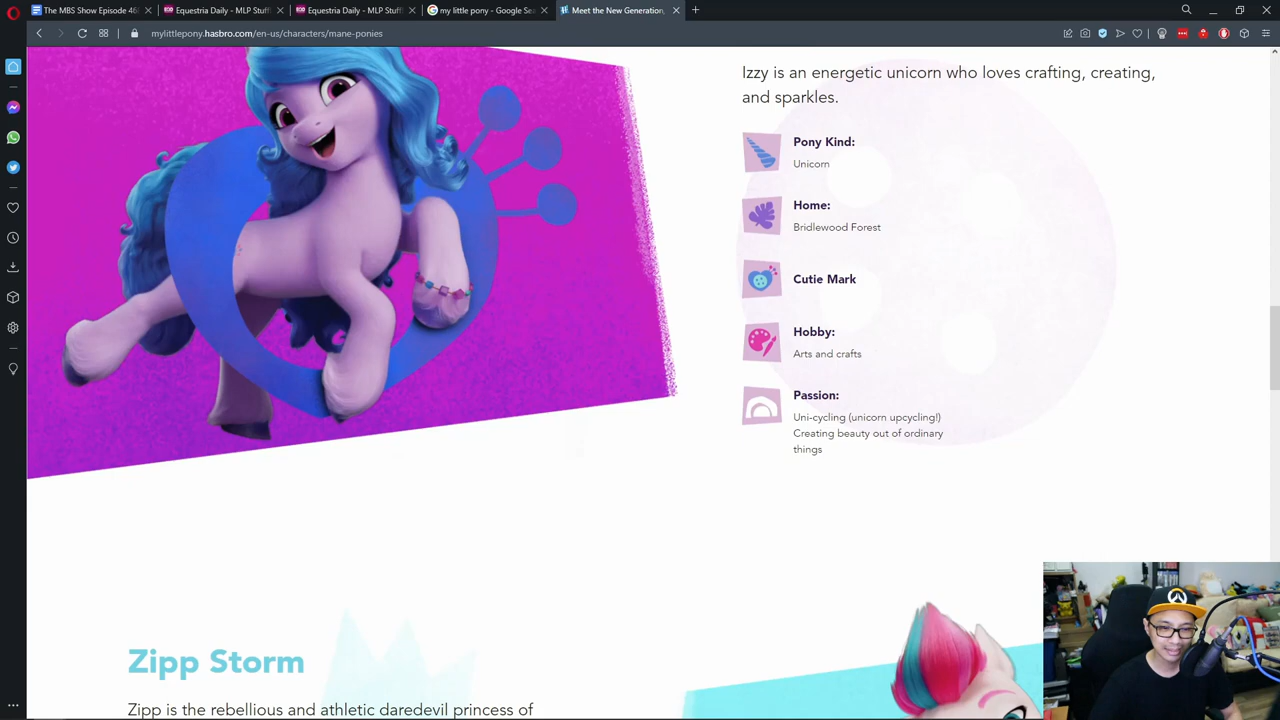 The MBS Show Episode 46
Equestria Daily - MLP Stuff!
Equestria Daily - MLP Stuff!
my little pony - Google Se
Meet the New Generation,
mylittlepony.hasbro.com/en-us/characters/mane-ponies
Izzy is an energetic unicorn who loves crafting, creating,
and sparkles.
Pony Kind:
Unicorn
Home:
Bridlewood Forest
Cutie Mark
Hobby:
Arts and crafts
Passion:
Uni-cycling (unicorn upcycling!)
Creating beauty out of ordinary
things
Zipp Storm
Zipp is the rebellious and athletic daredevil princess of